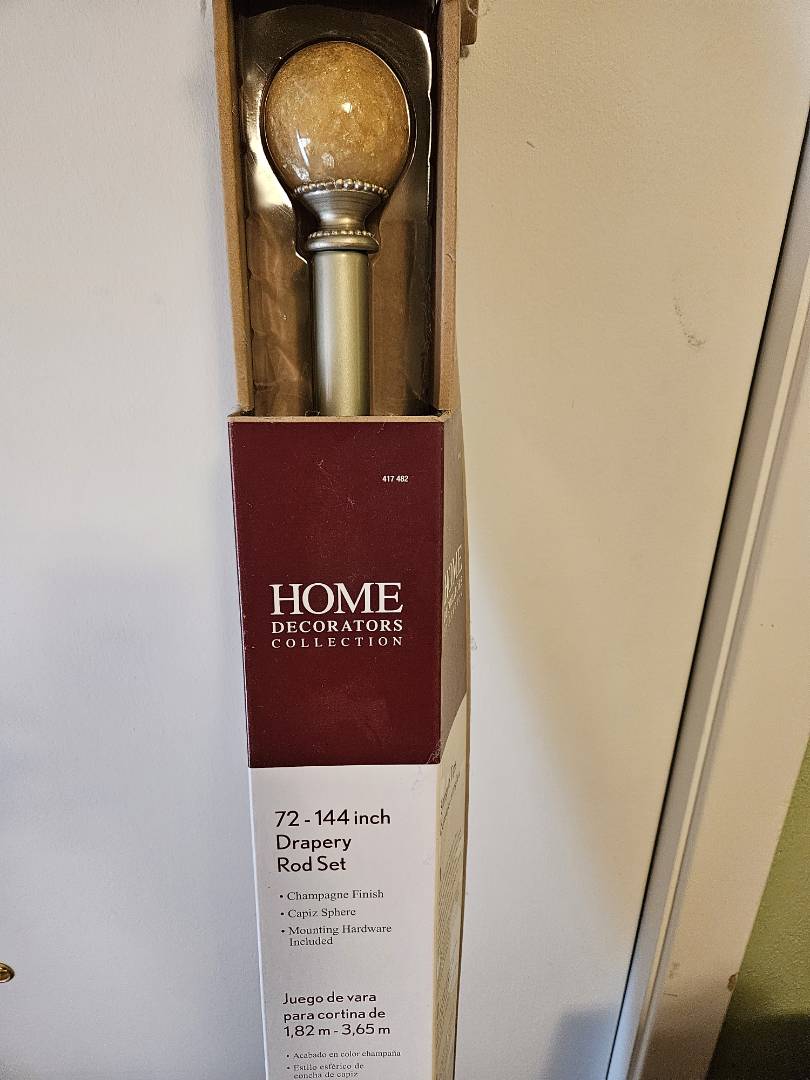 417 482
HOME
DECORATORS
COLLECTION
72 - 144 inch
Drapery
Rod Set
• Champagne Finish
• Capiz Sphere
• Mounting Hardware
Included
Juego de vara
para cortina de
1,82 m - 3,65 m
• Acabado en color champaña
• Estilo esférico de
concha de capiz